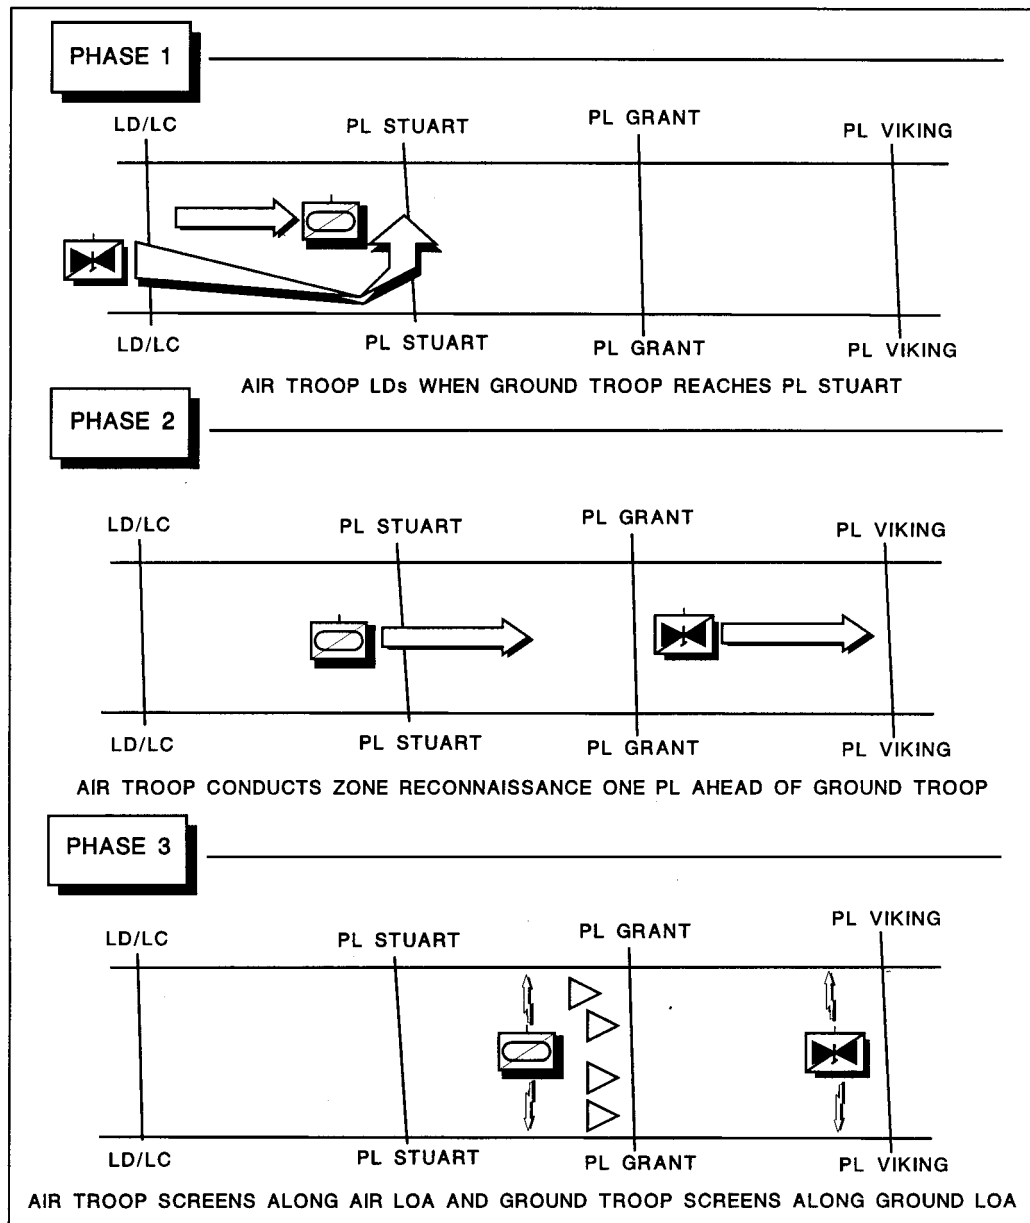 PHASE 1
LD/LC PL STUART PL GRANT PL VIKING
LD/LC PL STUART PL GRANT PL VIKING
AIR TROOP LDs WHEN GROUND TROOP REACHES PL STUART
PHASE 2
LD/LC PL STUART PL GRANT PL VIKING
LD/LC PL STUART PL GRANT PL VIKING
AIR TROOP CONDUCTS ZONE RECONNAISSANCE ONE PL AHEAD OF GROUND TROOP
PHASE 3
LD/LC PL STUART PL GRANT PL VIKING
LD/LC PL STUART PL GRANT PL VIKING
AIR TROOP SCREENS ALONG AIR LOA AND GROUND TROOP SCREENS ALONG GROUND LOA